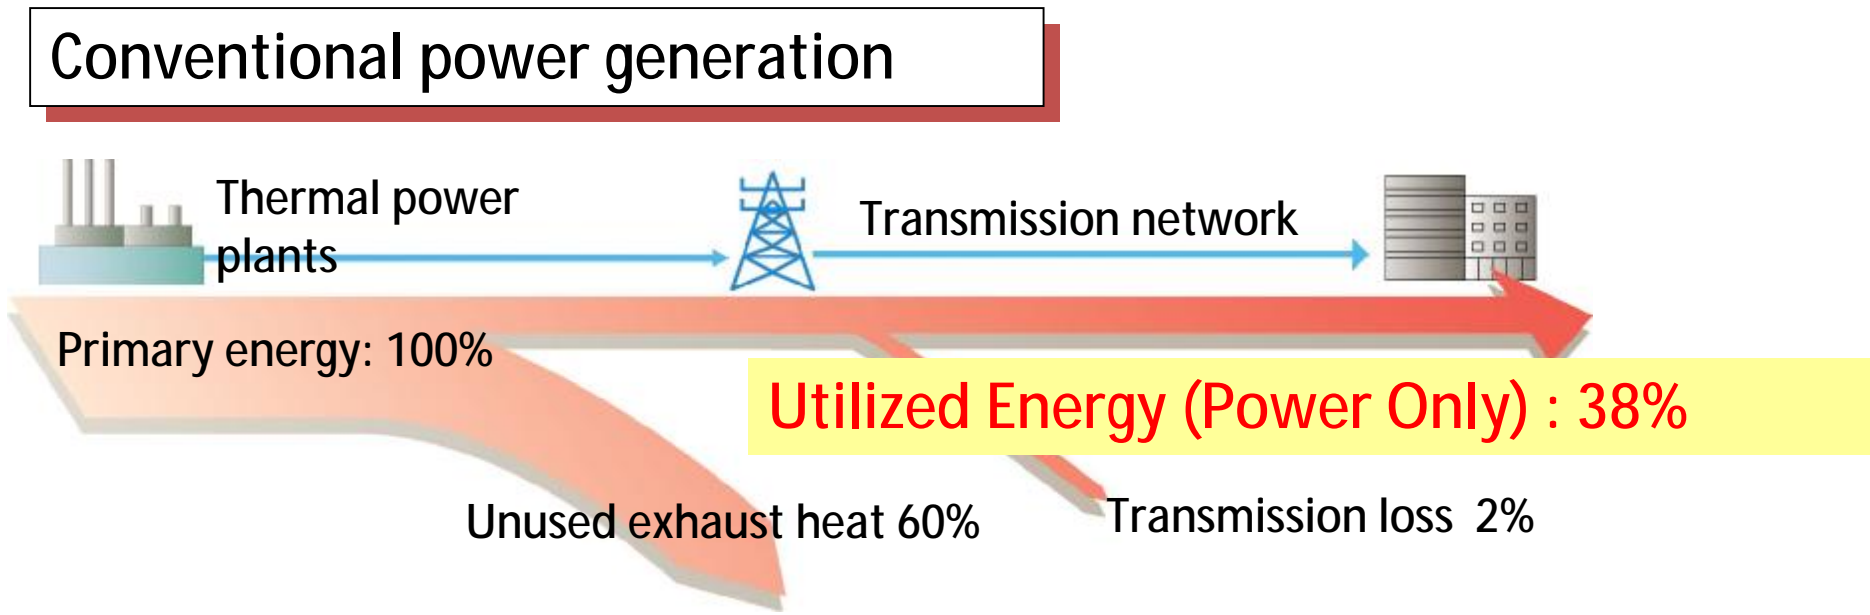 Conventional power generation
Thermal power
plants
Transmission network
Primary energy: 100%
Utilized Energy (Power Only) : 38%
Unused exhaust heat 60%
Transmission loss 2%